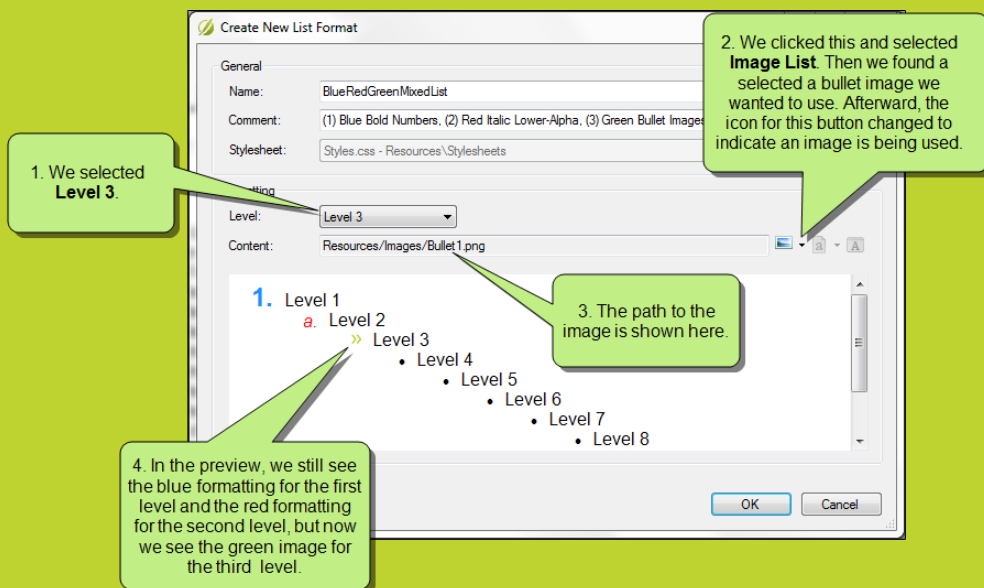 Create New List Format
General
Name:
BlueRedGreenMixedList
Comment:
(1) Blue Bold Numbers, (2) Red Italic Lower-Alpha, (3) Green Bullet Images
Stylesheet:
Styles.css - Resources\Stylesheets
Level:
Level 3
Content:
Resources/Images/Bullet1.png
a
A
1. Level 1
a. Level 2
» Level 3
• Level 4
• Level 5
• Level 6
• Level 7
• Level 8
OK
Cancel
1. We selected
Level 3.
2. We clicked this and selected
Image List. Then we found a
selected a bullet image we
wanted to use. Afterward, the
icon for this button changed to
indicate an image is being used.
3. The path to the
image is shown here.
4. In the preview, we still see
the blue formatting for the first
level and the red formatting
for the second level, but now
we see the green image for
the third level.